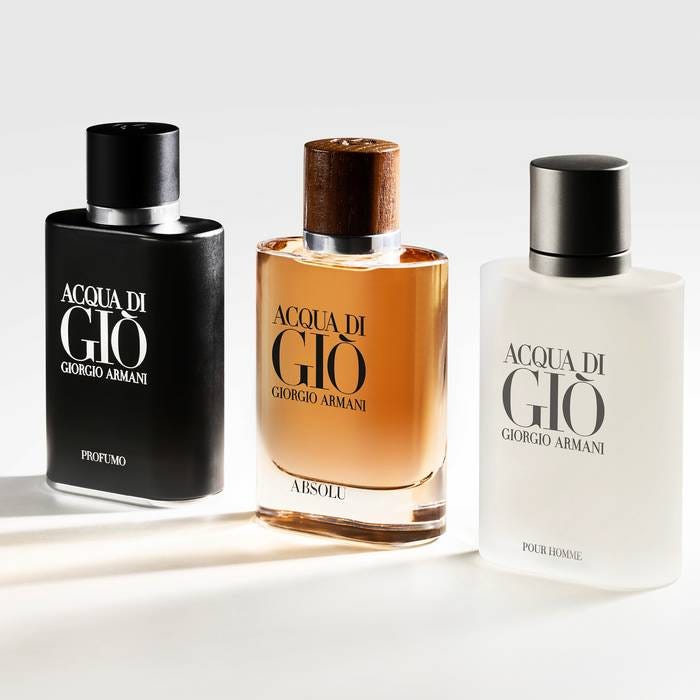 ACQUA DI
GIÒ
GIORGIO ARMANI
PROFUMO
ACQUA DI
GIÒ
GIORGIO ARMANI
ABSOLU
ACQUA DI
GIÒ
GIORGIO ARMANI
POUR HOMME